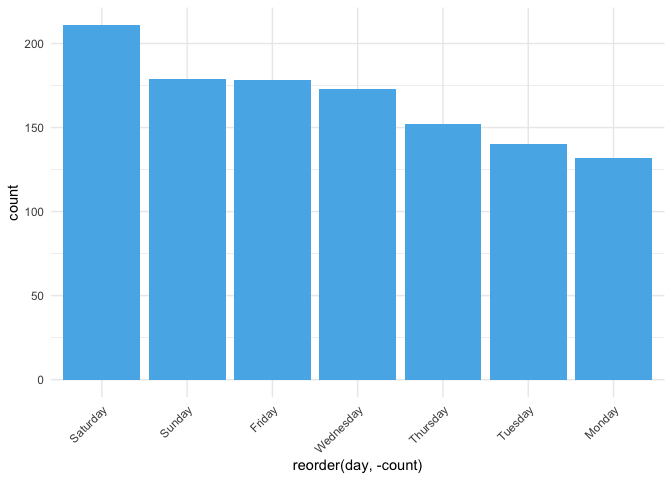 200
150
100
50
0
count
Saturday
Sunday
Friday
Wednesday
Thursday
Tuesday
Monday
reorder(day, -count)